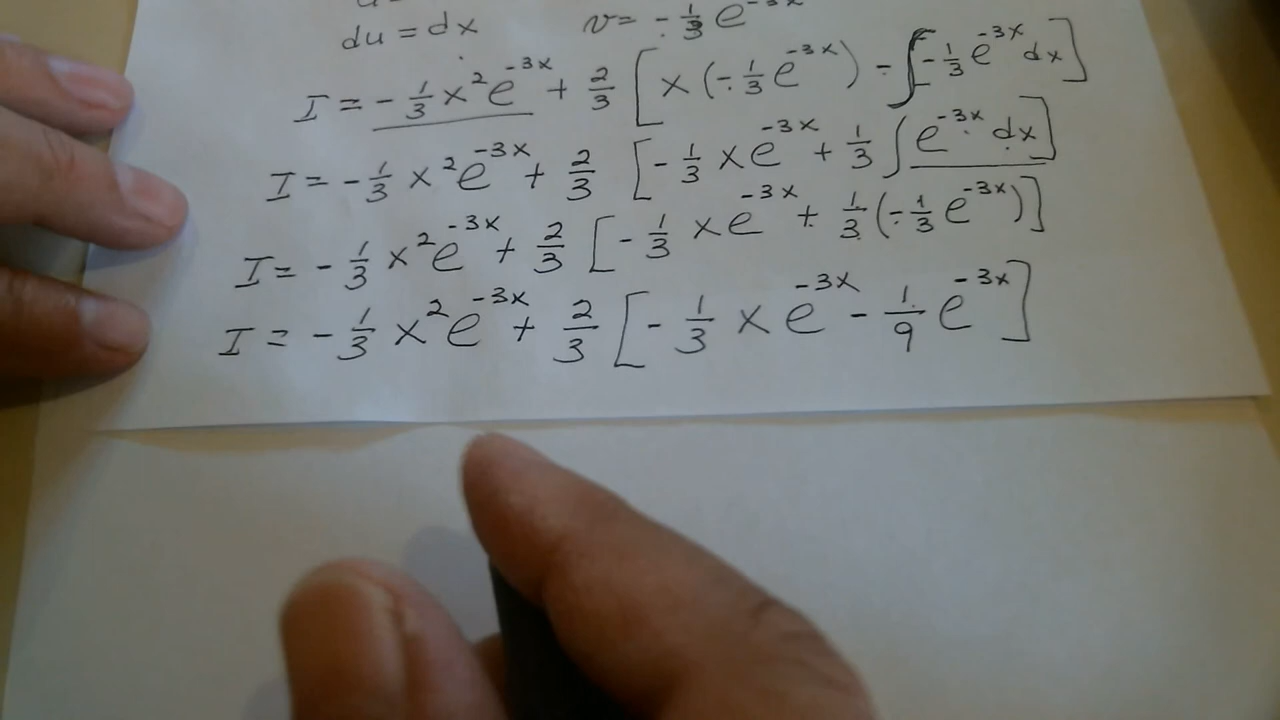 du = dx v = - 1/3 e^-3x
I = - 1/3 x^2 e^-3x + 2/3 [ x (- 1/3 e^-3x) - ∫ - 1/3 e^-3x dx ]
I = - 1/3 x^2 e^-3x + 2/3 [ - 1/3 x e^-3x + 1/3 ∫ e^-3x dx ]
I = - 1/3 x^2 e^-3x + 2/3 [ - 1/3 x e^-3x + 1/3 (- 1/3 e^-3x) ]
I = - 1/3 x^2 e^-3x + 2/3 [ - 1/3 x e^-3x - 1/9 e^-3x ]